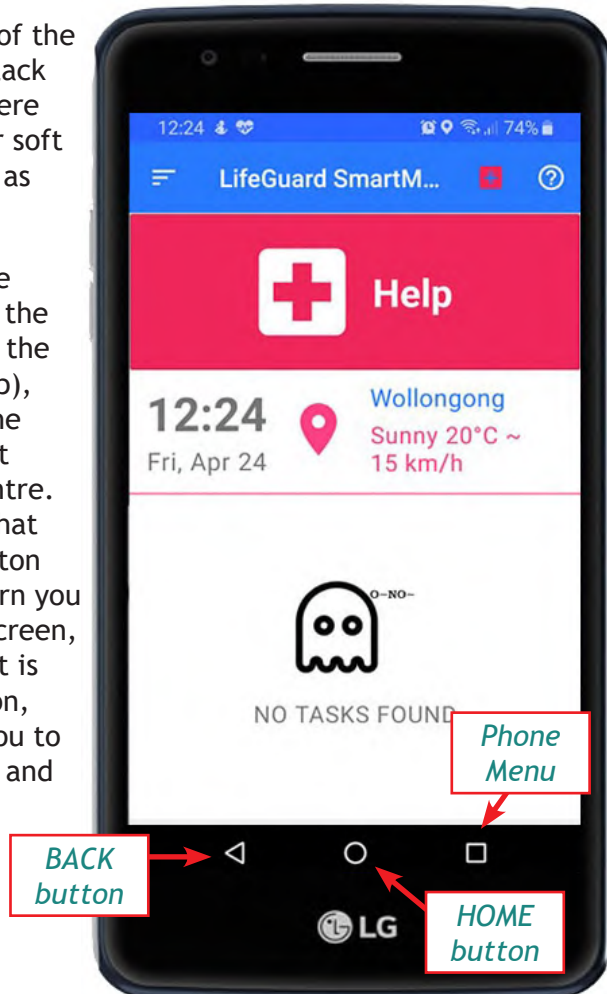 of the
ack
ere
r soft
as
e
the
the
o),
ne
t
ntre.
hat
ton
rn you
creen,
t is
on,
ou to
and
12:24
74%
LifeGuard SmartM...
Help
12:24
Fri, Apr 24
Wollongong
Sunny 20°C ~
15 km/h
O-NO-
NO TASKS FOUND
Phone
Menu
BACK
button
HOME
button
LG